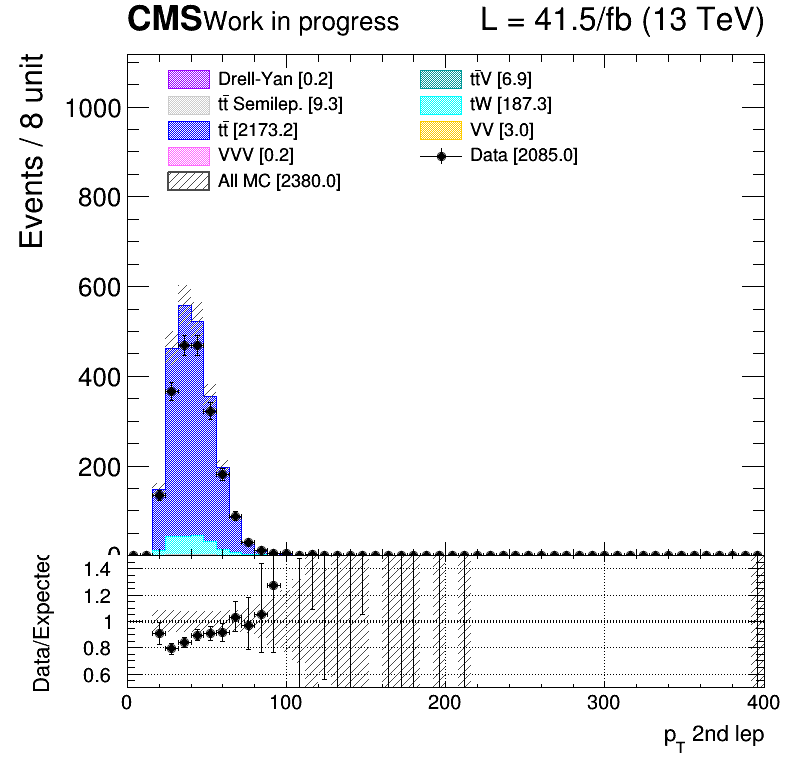 CMS Work in progress L = 41.5/fb (13 TeV)
Events / 8 unit
Drell-Yan [0.2]
tt̄ Semilep. [9.3]
tt̄ [2173.2]
VVV [0.2]
All MC [2380.0]
tt̄V [6.9]
tW [187.3]
VV [3.0]
Data [2085.0]
1000
800
600
400
200
0
Data/Expected
1.4
1.2
1
0.8
0.6
0 100 200 300 400
p_T 2nd lep